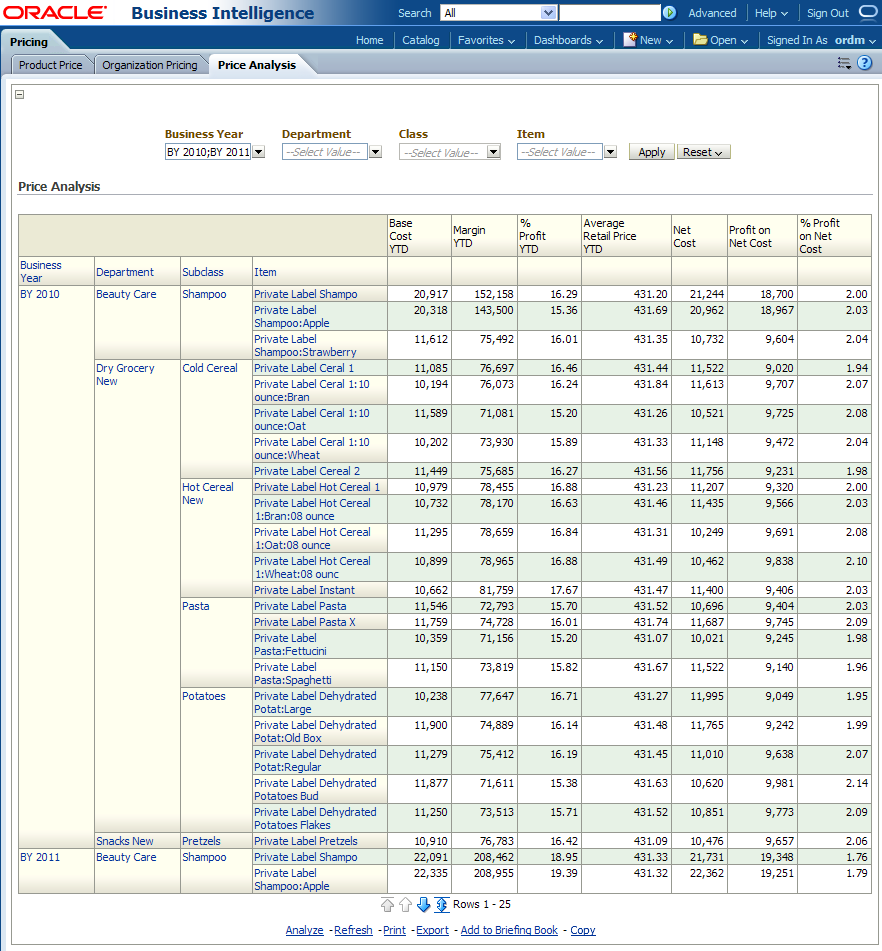 ORACLE® Business Intelligence Search All Advanced Help Sign Out
Pricing Home Catalog Favorites Dashboards New Open Signed In As ordm
Product Price Organization Pricing Price Analysis
Business Year Department Class Item
BY 2010;BY 2011 --Select Value-- --Select Value-- --Select Value-- Apply Reset
Price Analysis
Base Cost YTD Margin YTD % Profit YTD Average Retail Price YTD Net Cost Profit on Net Cost % Profit on Net Cost
Business Year Department Subclass Item
BY 2010 Beauty Care Shampoo Private Label Shampo 20,917 152,158 16.29 431.20 21,244 18,700 2.00
Private Label Shampoo:Apple 20,318 143,500 15.36 431.69 20,962 18,967 2.03
Private Label Shampoo:Strawberry 11,612 75,492 16.01 431.35 10,732 9,604 2.04
Dry Grocery New Cold Cereal Private Label Ceral 1 11,085 76,697 16.46 431.44 11,522 9,020 1.94
Private Label Ceral 1:10 ounce:Bran 10,194 76,073 16.24 431.84 11,613 9,707 2.07
Private Label Ceral 1:10 ounce:Oat 11,589 71,081 15.20 431.26 10,521 9,725 2.08
Private Label Ceral 1:10 ounce:Wheat 10,202 73,930 15.89 431.33 11,148 9,472 2.04
Private Label Cereal 2 11,449 75,685 16.27 431.56 11,756 9,231 1.98
Hot Cereal New Private Label Hot Cereal 1 10,979 78,455 16.88 431.23 11,207 9,320 2.00
Private Label Hot Cereal 1:Bran:08 ounce 10,732 78,170 16.63 431.46 11,435 9,566 2.03
Private Label Hot Cereal 1:Oat:08 ounce 11,295 78,659 16.84 431.31 10,249 9,691 2.08
Private Label Hot Cereal 1:Wheat:08 ounc 10,899 78,965 16.88 431.49 10,462 9,838 2.10
Private Label Instant 10,662 81,759 17.67 431.47 11,400 9,406 2.03
Pasta Private Label Pasta 11,546 72,793 15.70 431.52 10,696 9,404 2.03
Private Label Pasta X 11,759 74,728 16.01 431.74 11,687 9,745 2.09
Private Label Pasta:Fettucini 10,359 71,156 15.20 431.07 10,021 9,245 1.98
Private Label Pasta:Spaghetti 11,150 73,819 15.82 431.67 11,522 9,140 1.96
Potatoes Private Label Dehydrated Potat:Large 10,238 77,647 16.71 431.27 11,995 9,049 1.95
Private Label Dehydrated Potat:Old Box 11,900 74,889 16.14 431.48 11,765 9,242 1.99
Private Label Dehydrated Potat:Regular 11,279 75,412 16.19 431.45 11,010 9,638 2.07
Private Label Dehydrated Potatoes Bud 11,877 71,611 15.38 431.63 10,620 9,981 2.14
Private Label Dehydrated Potatoes Flakes 11,250 73,513 15.71 431.52 10,851 9,773 2.09
Snacks New Pretzels Private Label Pretzels 10,910 76,783 16.42 431.09 10,476 9,657 2.06
BY 2011 Beauty Care Shampoo Private Label Shampo 22,091 208,462 18.95 431.33 21,731 19,348 1.76
Private Label Shampoo:Apple 22,335 208,955 19.39 431.32 22,362 19,251 1.79
Rows 1 - 25
Analyze - Refresh - Print - Export - Add to Briefing Book - Copy